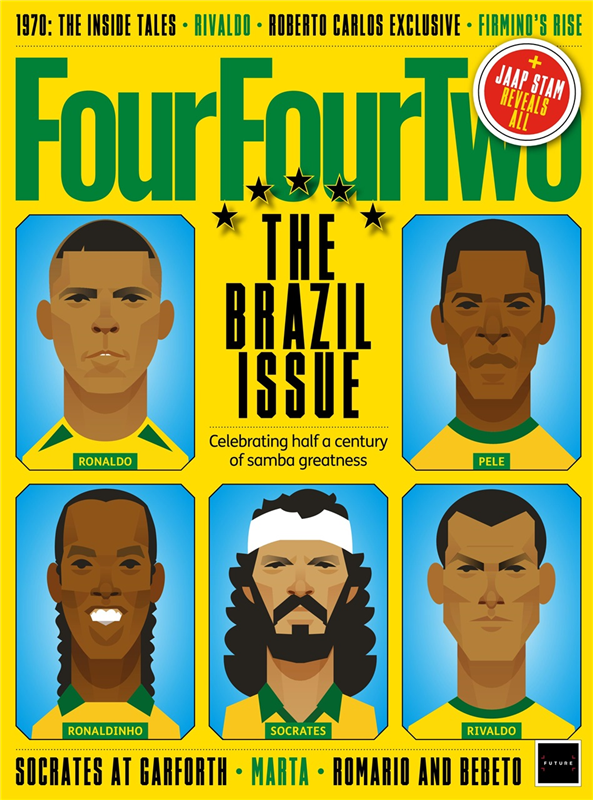 1970: THE INSIDE TALES • RIVALDO • ROBERTO CARLOS EXCLUSIVE • FIRMINO'S RISE
FourFourTwo
+
JAAP STAM
REVEALS
ALL
THE
BRAZIL
ISSUE
Celebrating half a century
of samba greatness
RONALDO
PELE
RONALDINHO
SOCRATES
RIVALDO
SOCRATES AT GARFORTH • MARTA • ROMARIO AND BEBETO
FUTURE